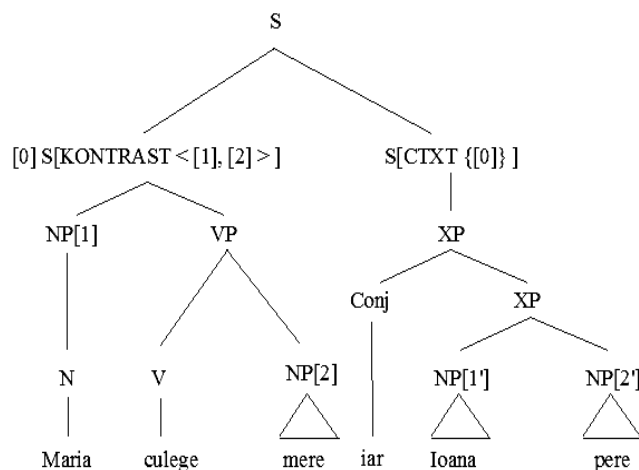 S
[0] S[KONTRAST < [1], [2] > ] S[CTXT {[0]} ]
NP[1] VP XP
Conj XP
N V NP[2] NP[1'] NP[2']
Maria culege mere iar Ioana pere